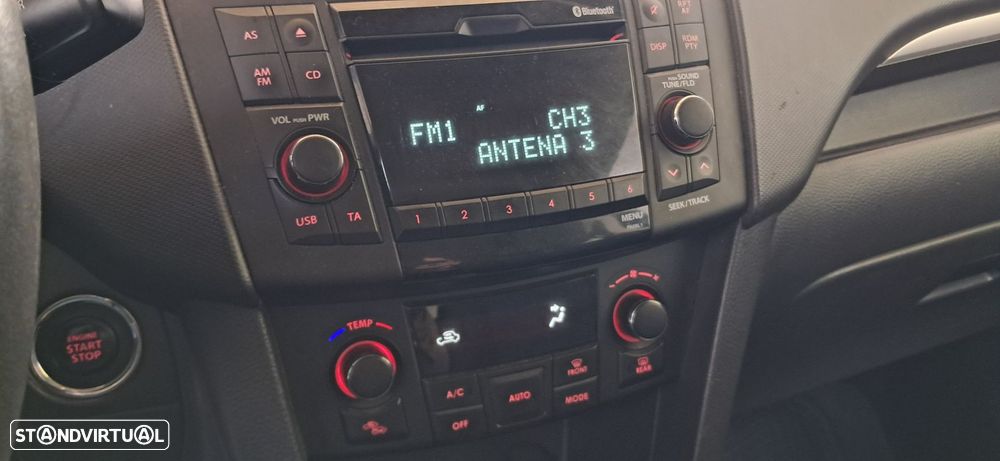 AS
FM CD
Bluetooth
RPT
AF
AM
FM
CD
DISP
RDM
PTY
VOL PUSH PWR
PUSH SOUND
TUNE/FLD
AF
FM1 CH3
ANTENA 3
USB TA
1 2 3 4 5 6
MENU
SEEK/TRACK
ENGINE
START
STOP
TEMP
A/C
AUTO
FRONT
REAR
OFF
MODE
STANDVIRTUAL